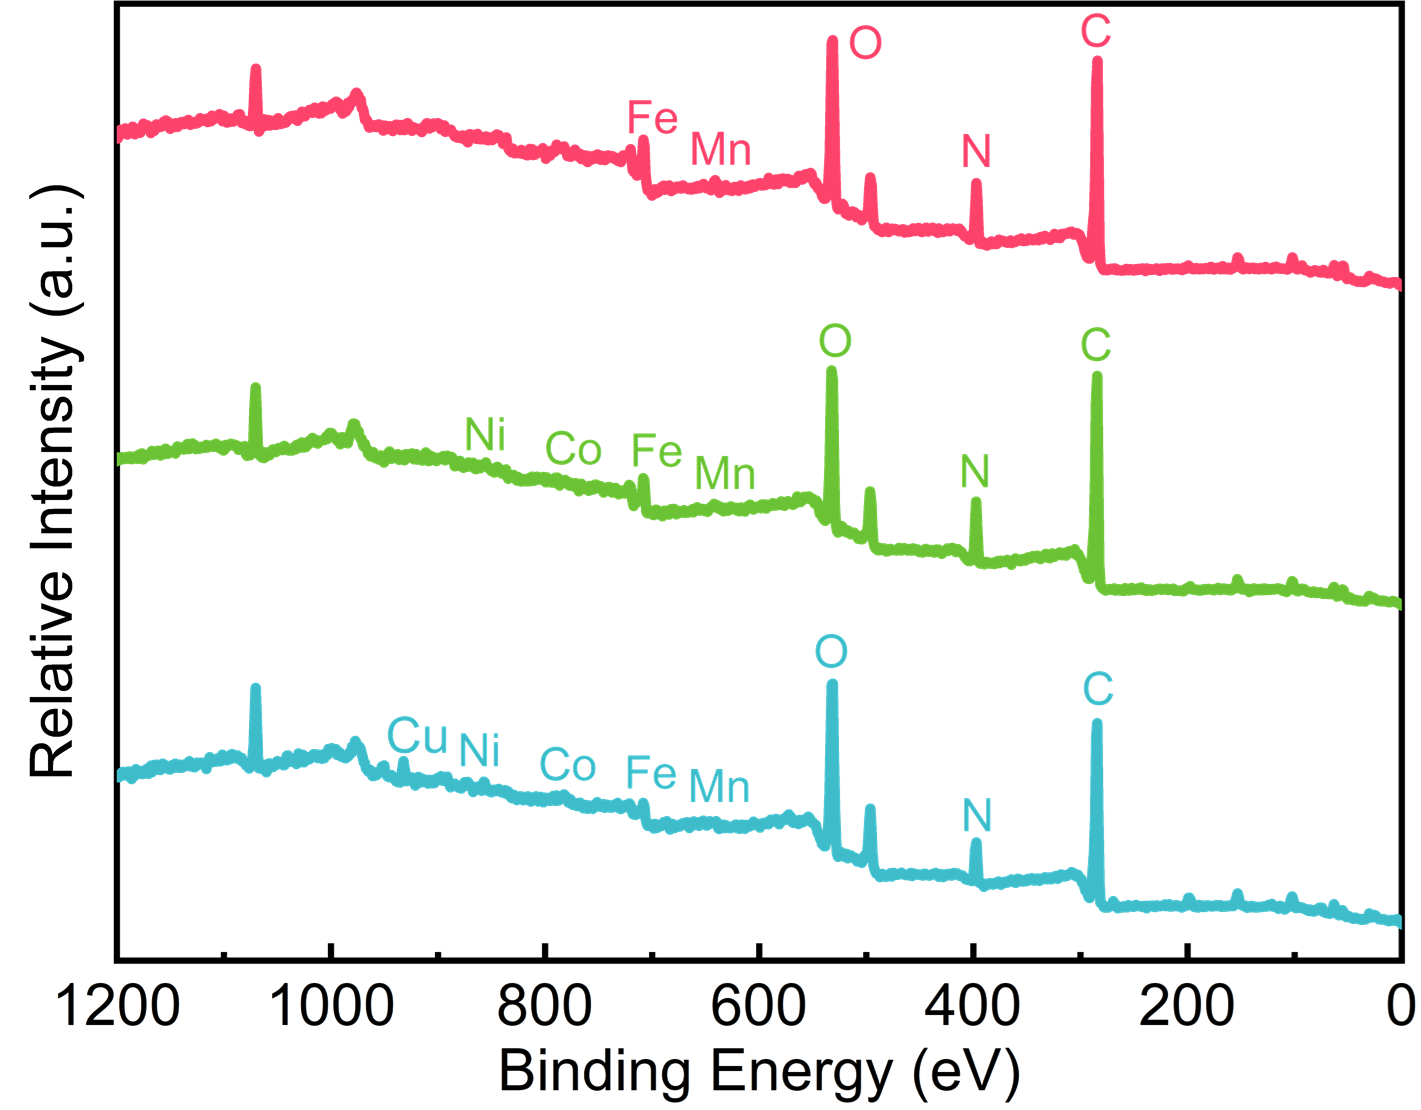 Relative Intensity (a.u.)
O
C
Fe
Mn
N
O
C
Ni
Co
Fe
Mn
N
O
C
Cu
Ni
Co
Fe
Mn
N
1200 1000 800 600 400 200 0
Binding Energy (eV)